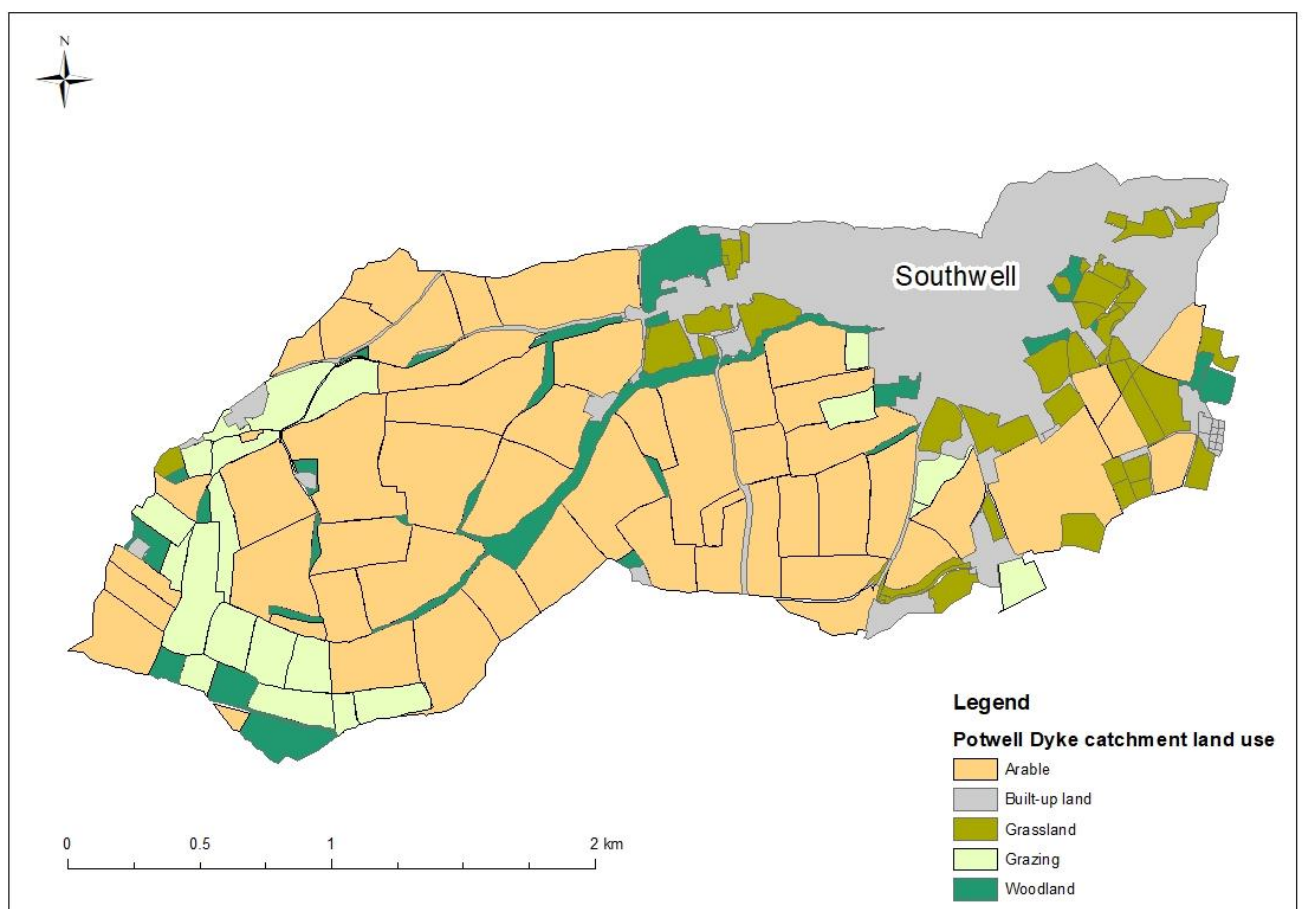 N
Southwell
Legend
Potwell Dyke catchment land use
Arable
Built-up land
Grassland
Grazing
Woodland
0 0.5 1 2 km